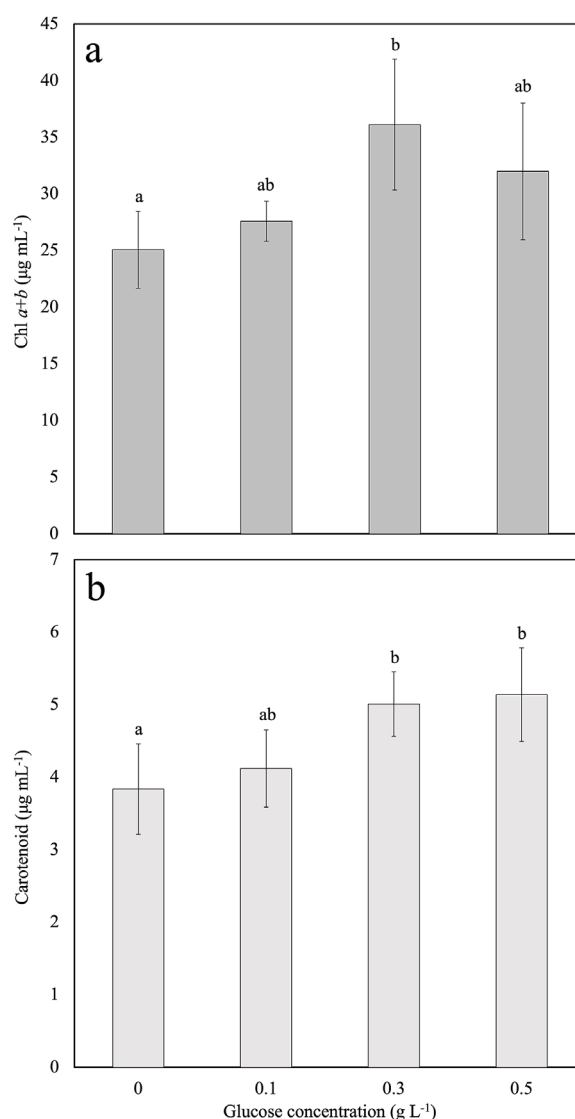 a
45
40
35
30
25
20
15
10
5
0
Chl a+b (µg mL⁻¹)
a
ab
b
ab
b
7
6
5
4
3
2
1
0
Carotenoid (µg mL⁻¹)
a
ab
b
b
0 0.1 0.3 0.5
Glucose concentration (g L⁻¹)